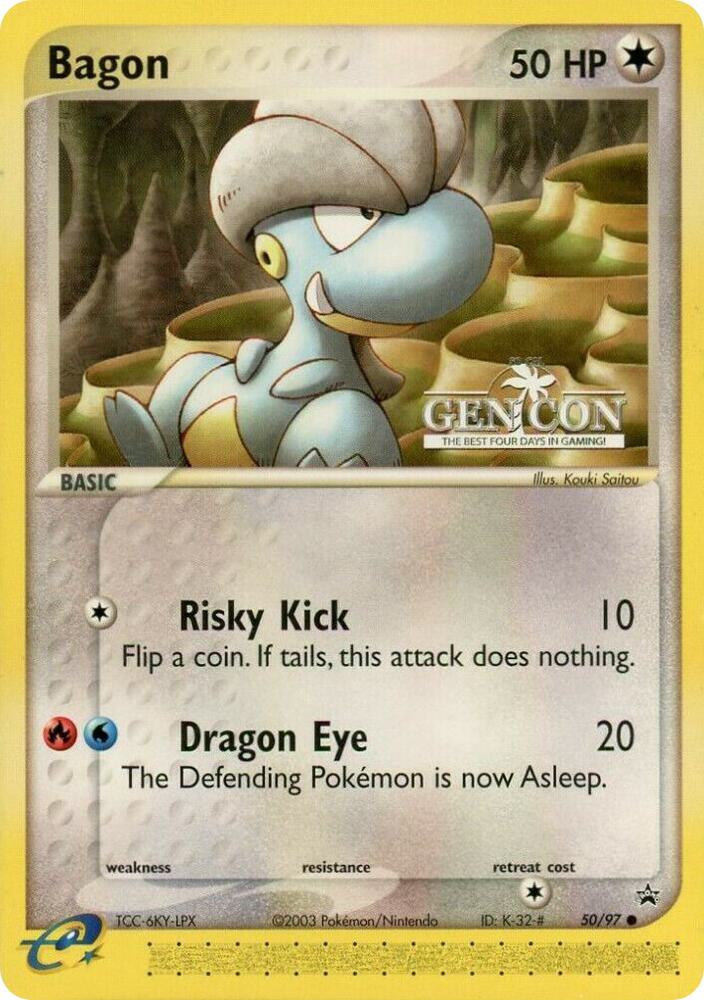 Bagon
50 HP
GEN CON
THE BEST FOUR DAYS IN GAMING!
BASIC
Illus. Kouki Saitou
Risky Kick 10
Flip a coin. If tails, this attack does nothing.
Dragon Eye 20
The Defending Pokémon is now Asleep.
weakness resistance retreat cost
TCC-6KY-LPX ©2003 Pokémon/Nintendo ID: K-32-# 50/97
e